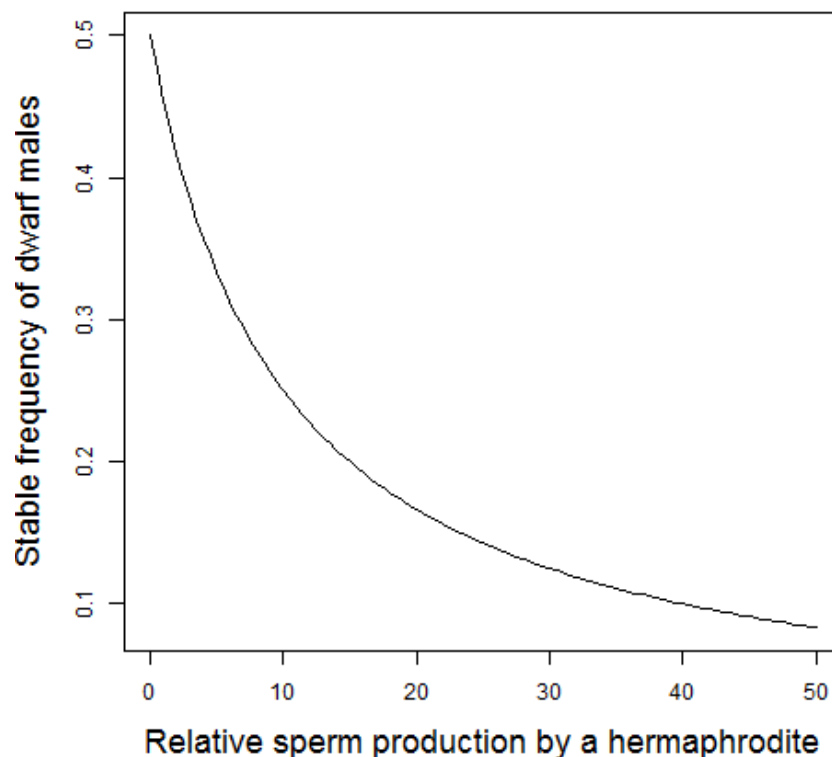 Stable frequency of dwarf males
0.5
0.4
0.3
0.2
0.1
0 10 20 30 40 50
Relative sperm production by a hermaphrodite